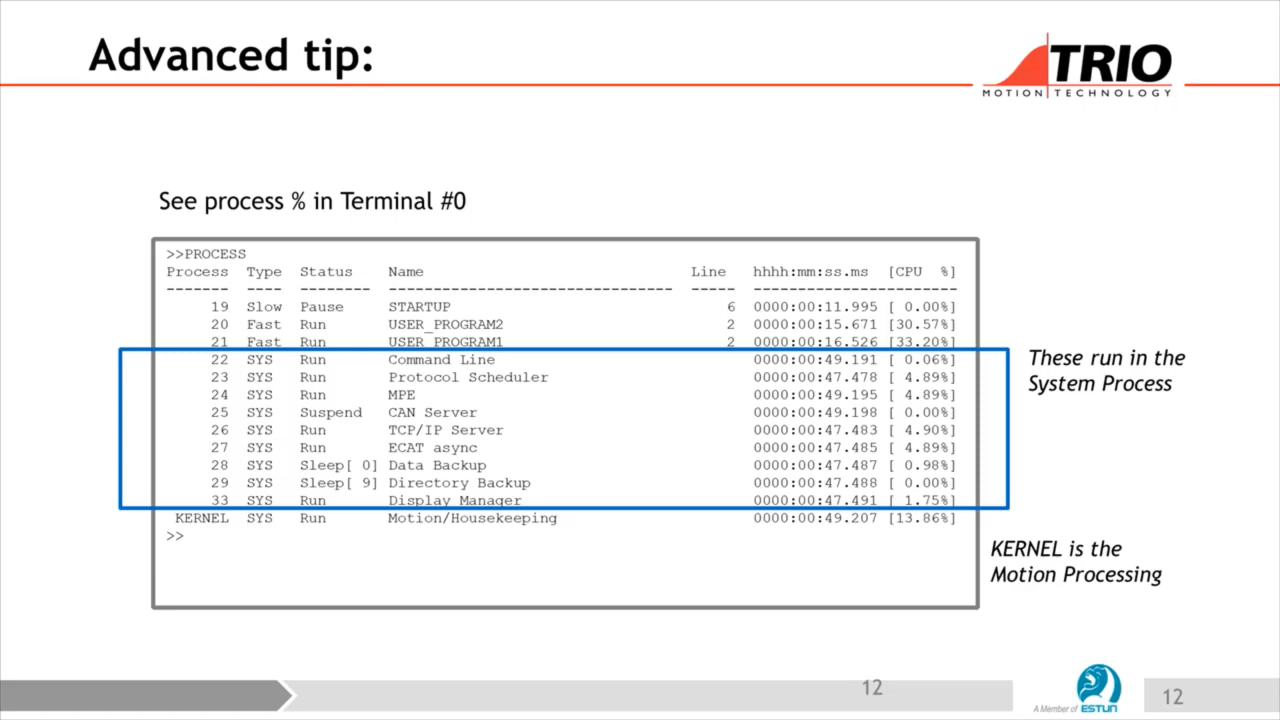 Advanced tip:
TRIO
MOTION TECHNOLOGY
See process % in Terminal #0
>>PROCESS
Process Type Status Name Line hhhh:mm:ss.ms [CPU %]
------- ---- -------- -------------------------------- ----- -----------------------
19 Slow Pause STARTUP 6 0000:00:11.995 [ 0.00%]
20 Fast Run USER_PROGRAM2 2 0000:00:15.671 [30.57%]
21 Fast Run USER_PROGRAM1 2 0000:00:16.526 [33.20%]
22 SYS Run Command Line 0000:00:49.191 [ 0.06%]
23 SYS Run Protocol Scheduler 0000:00:47.478 [ 4.89%]
24 SYS Run MPE 0000:00:49.195 [ 4.89%]
25 SYS Suspend CAN Server 0000:00:49.198 [ 0.00%]
26 SYS Run TCP/IP Server 0000:00:47.483 [ 4.90%]
27 SYS Run ECAT async 0000:00:47.485 [ 4.89%]
28 SYS Sleep[ 0] Data Backup 0000:00:47.487 [ 0.98%]
29 SYS Sleep[ 9] Directory Backup 0000:00:47.488 [ 0.00%]
33 SYS Run Display Manager 0000:00:47.491 [ 1.75%]
KERNEL SYS Run Motion/Housekeeping 0000:00:49.207 [13.86%]
>>
These run in the
System Process
KERNEL is the
Motion Processing
12
A Member of ESTUN
12